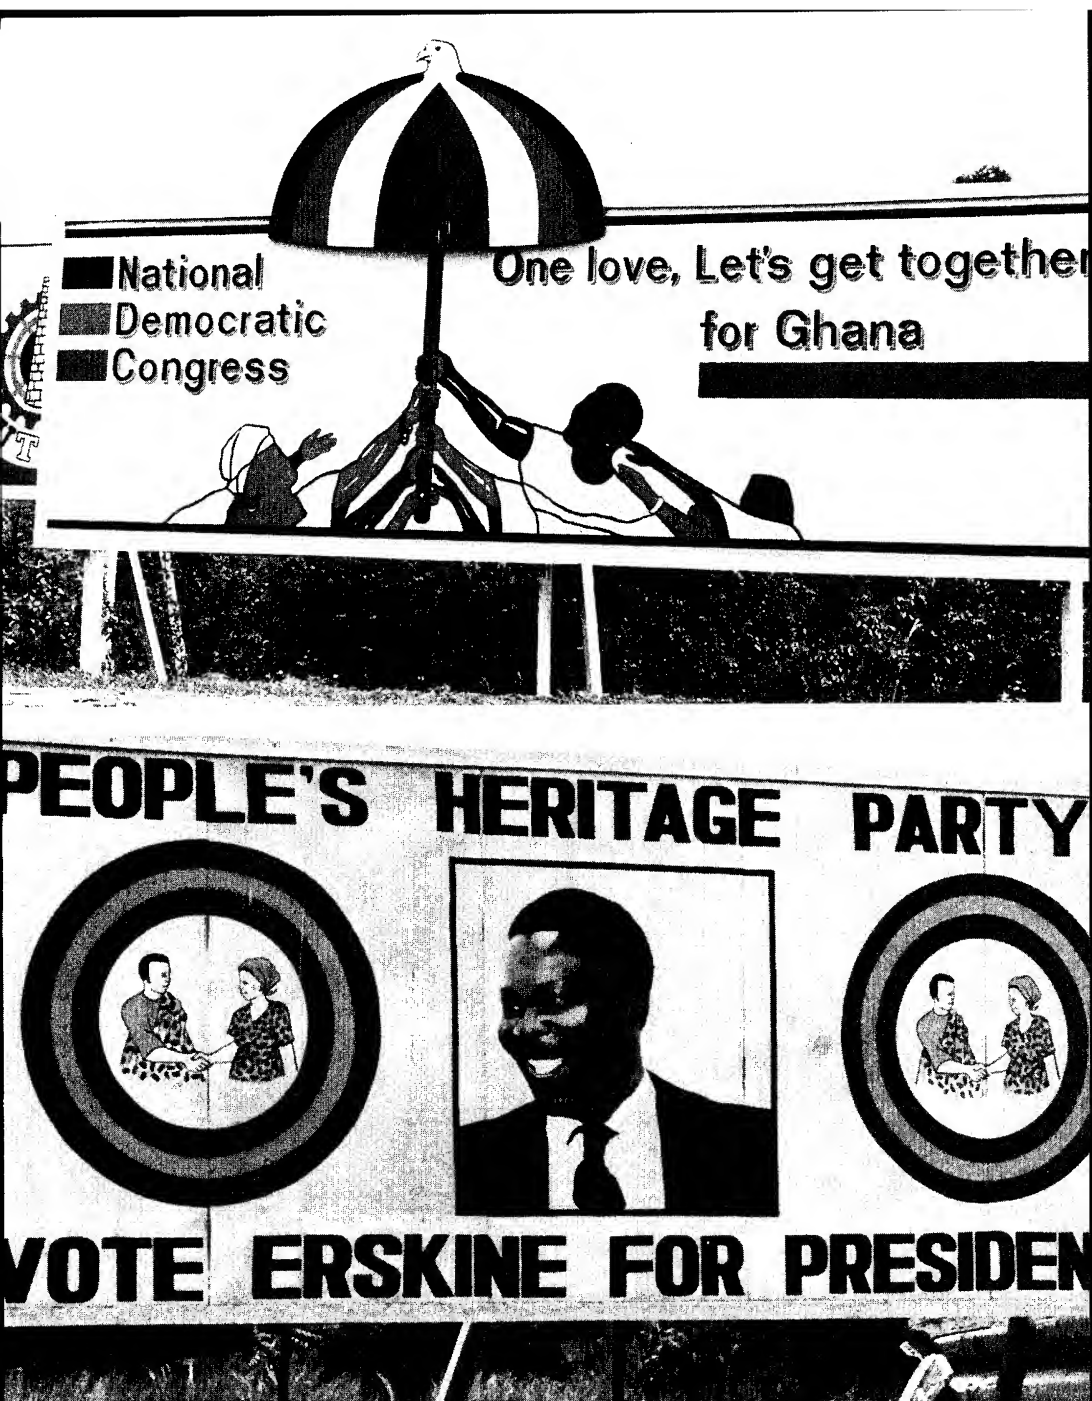 National
Democratic
Congress
One love, Let's get together
for Ghana
T
PEOPLE'S HERITAGE PARTY
VOTE ERSKINE FOR PRESIDEN